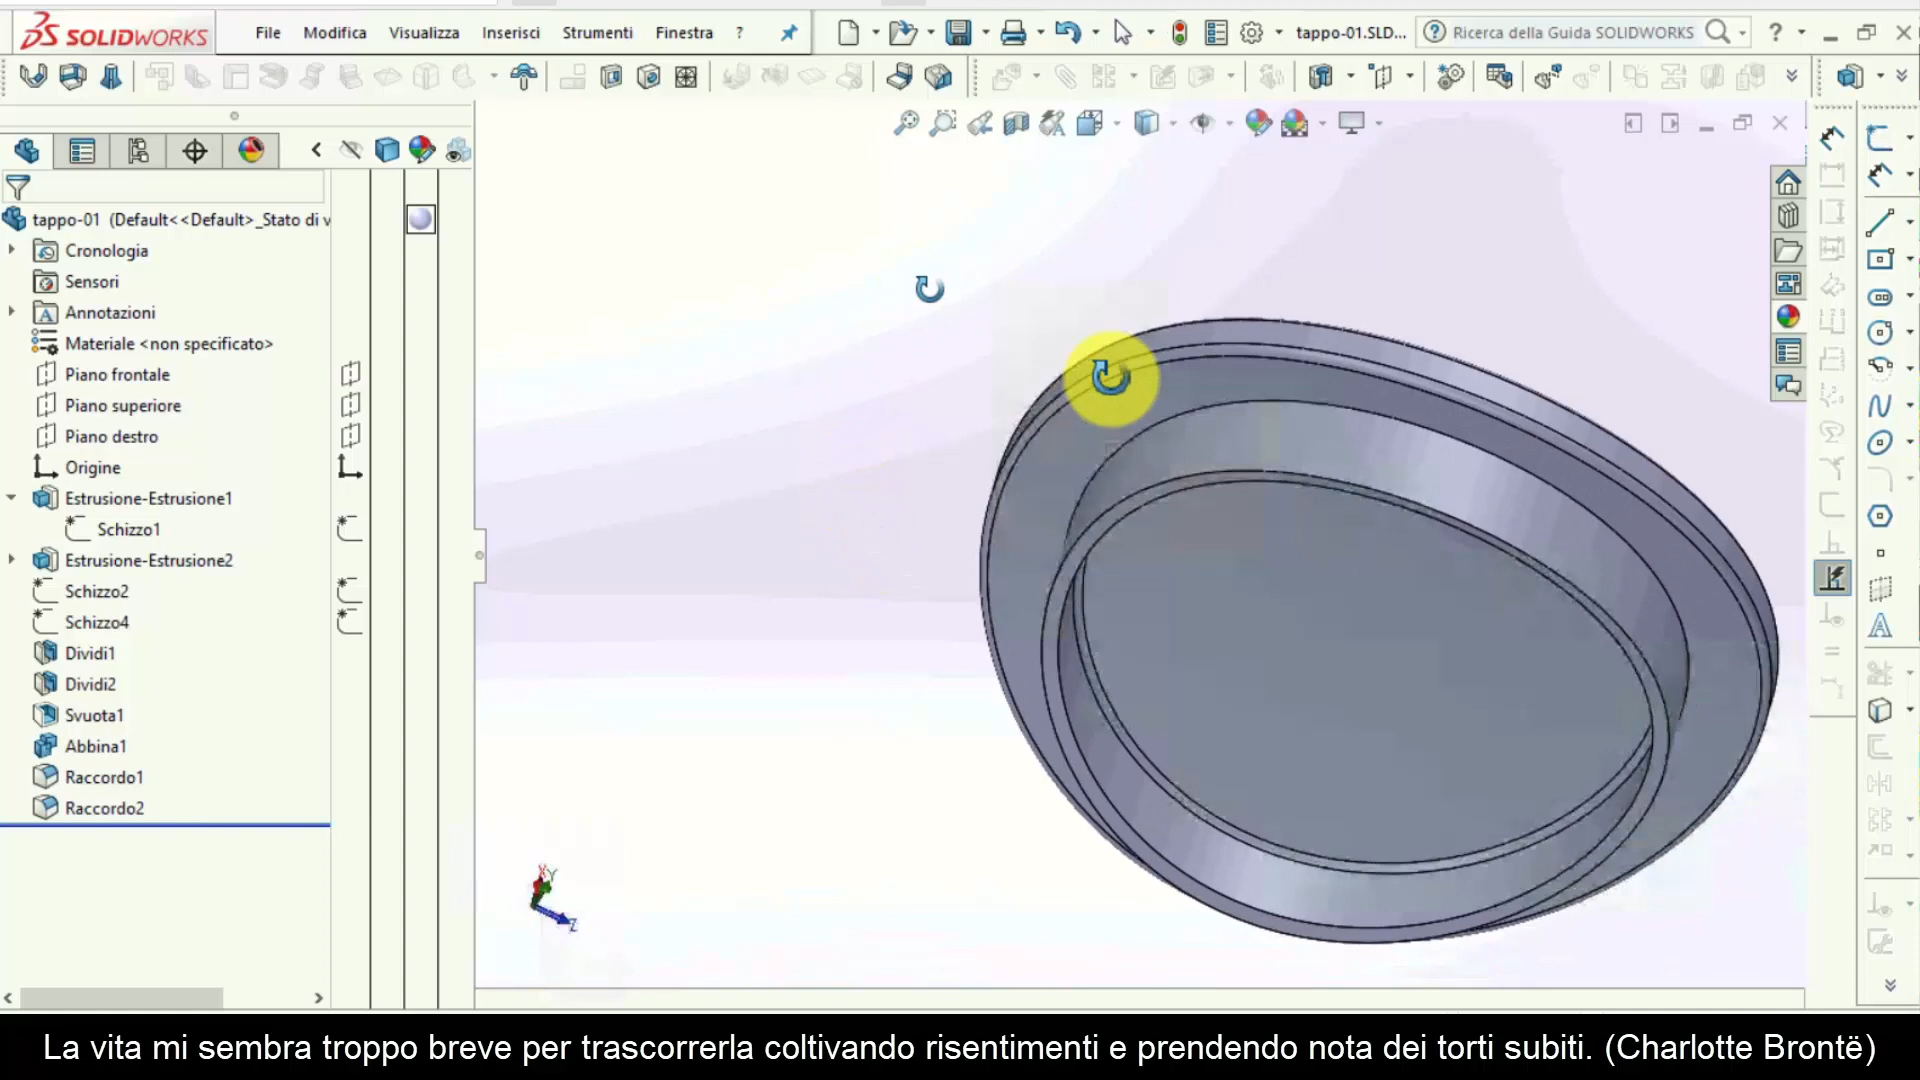 SOLIDWORKS
File Modifica Visualizza Inserisci Strumenti Finestra ?
tappo-01.SLD...
Ricerca della Guida SOLIDWORKS
tappo-01 (Default<<Default>_Stato di v
Cronologia
Sensori
Annotazioni
Materiale <non specificato>
Piano frontale
Piano superiore
Piano destro
Origine
Estrusione-Estrusione1
Schizzo1
Estrusione-Estrusione2
Schizzo2
Schizzo4
Dividi1
Dividi2
Svuota1
Abbina1
Raccordo1
Raccordo2
X Y
Z
La vita mi sembra troppo breve per trascorrerla coltivando risentimenti e prendendo nota dei torti subiti. (Charlotte Brontë)